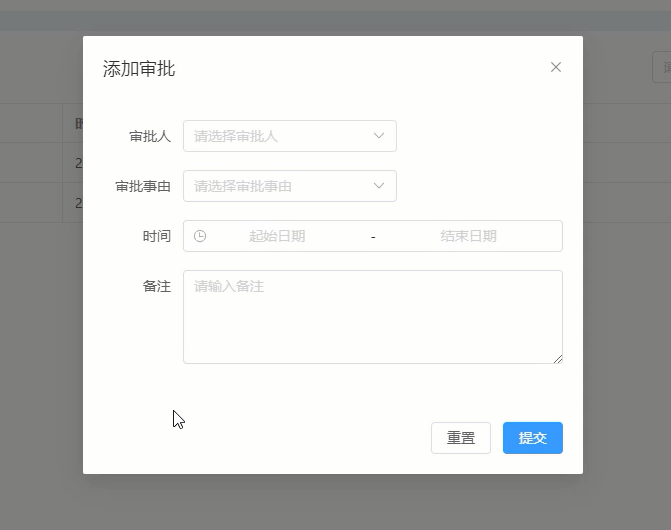 添加审批
审批人 请选择审批人
审批事由 请选择审批事由
时间 起始日期 - 结束日期
备注 请输入备注
重置 提交
2
2